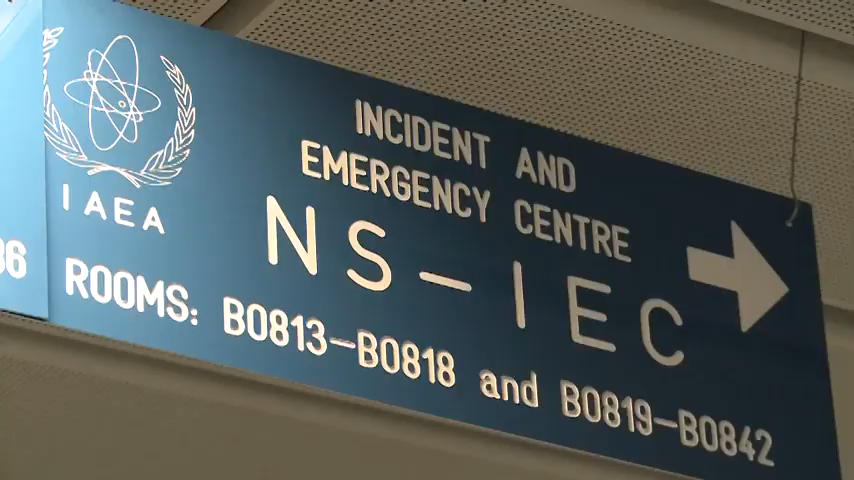 IAEA
INCIDENT AND
EMERGENCY CENTRE
NS-IEC
ROOMS: B0813-B0818 and B0819-B0842